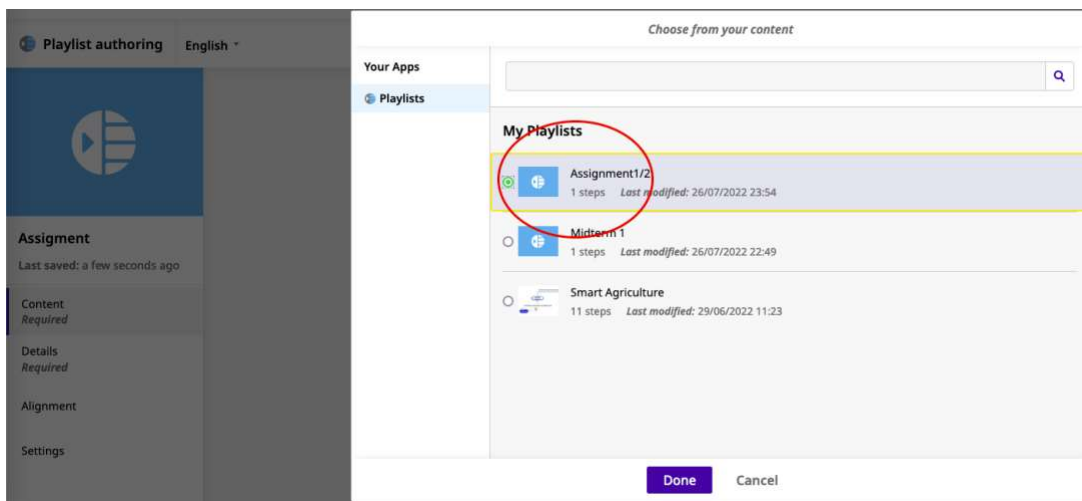 Playlist authoring English
Assigment
Last saved: a few seconds ago
Content
Required
Details
Required
Alignment
Settings
Choose from your content
Your Apps
Playlists
My Playlists
Assignment1/2
1 steps Last modified: 26/07/2022 23:54
Midterm 1
1 steps Last modified: 26/07/2022 22:49
Smart Agriculture
11 steps Last modified: 29/06/2022 11:23
Done Cancel